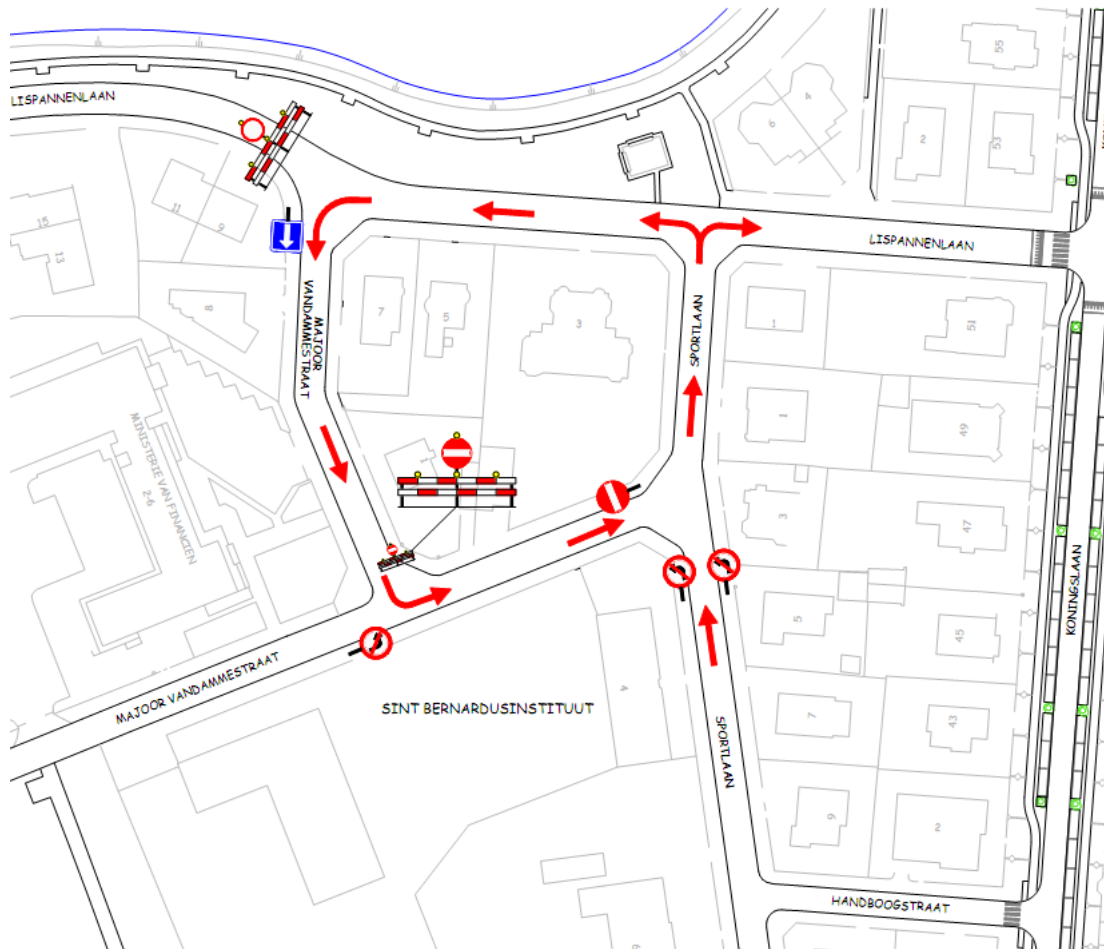 LISPANNENLAAN
55
4
6
2
53
11
9
15
13
LISPANNENLAAN
MAJOOR
VANDAMMESTRAAT
8
7
5
3
SPORTLAAN
1
51
1
49
1
MINISTERIE VAN FINANCIEN
2-6
3
47
KONINGSLAAN
5
45
MAJOOR VANDAMMESTRAAT
SINT BERNARDUSINSTITUUT
4
SPORTLAAN
7
43
9
2
HANDBOOGSTRAAT